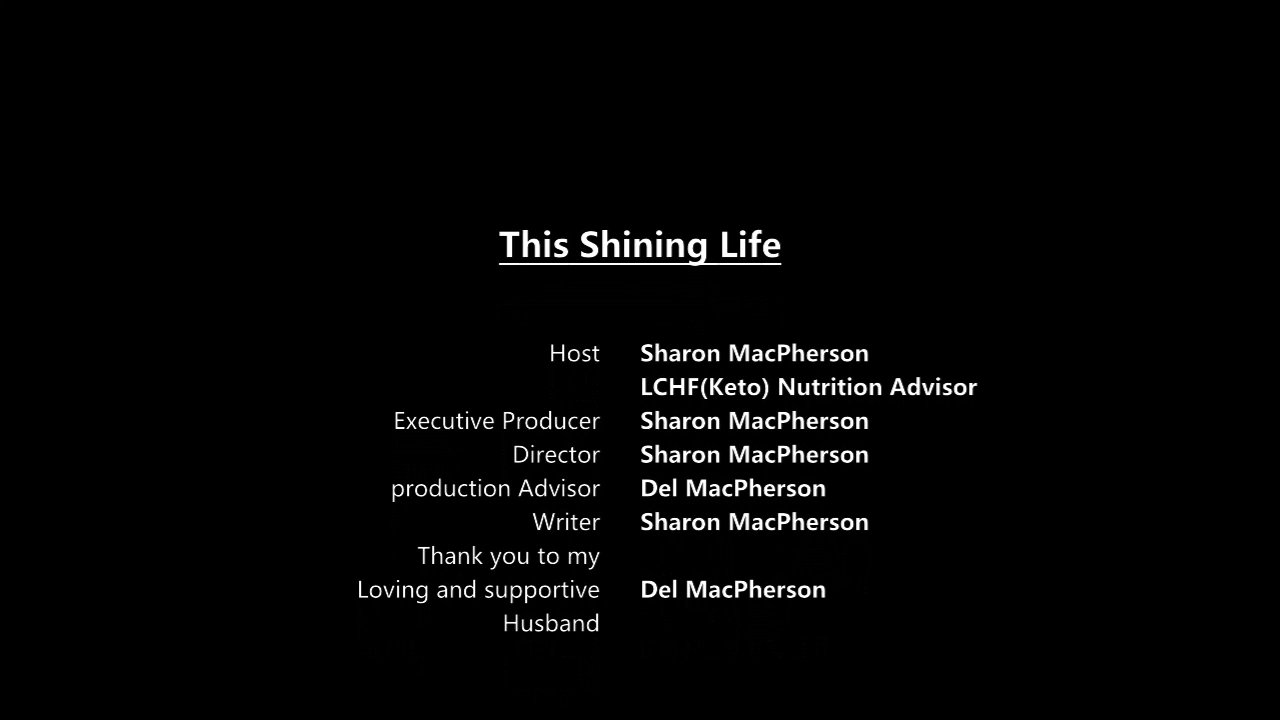 This Shining Life
Host Sharon MacPherson
LCHF(Keto) Nutrition Advisor
Executive Producer Sharon MacPherson
Director Sharon MacPherson
production Advisor Del MacPherson
Writer Sharon MacPherson
Thank you to my
Loving and supportive Del MacPherson
Husband